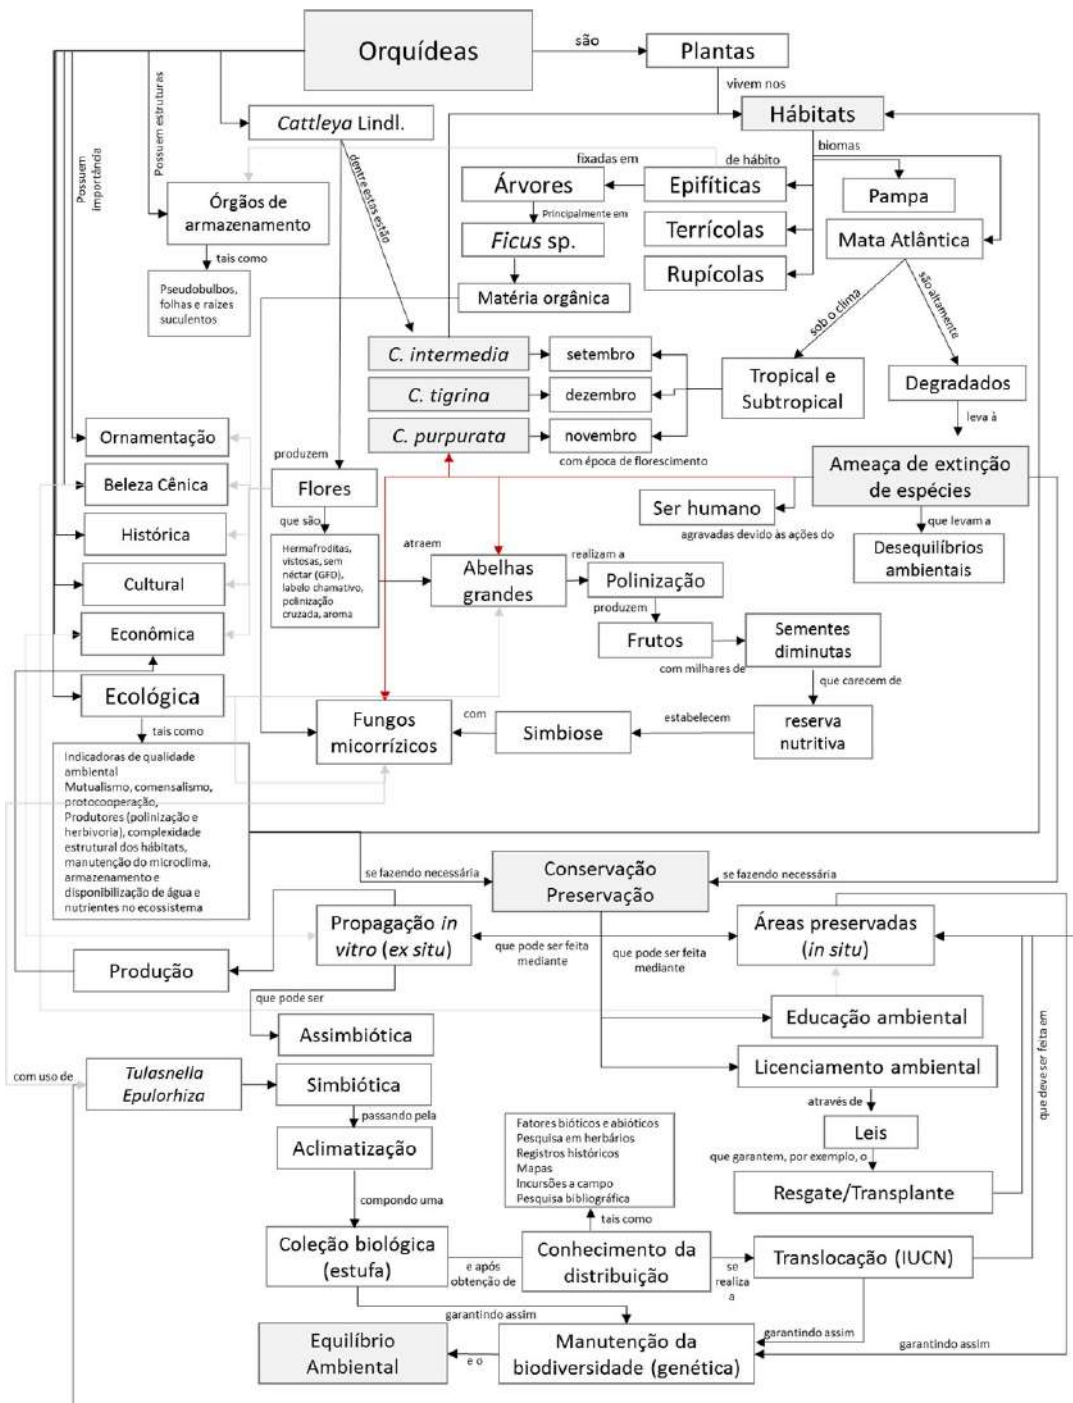 Orquídeas
são
Plantas
vivem nos
Hábitats
biomas
Possuem
importância
Possuem estruturas
Cattleya Lindl.
dentre estas estão
fixadas em
de hábito
Árvores
Epifíticas
Pampa
Principalmente em
Órgãos de
armazenamento
Ficus sp.
Terrícolas
Mata Atlântica
tais como
Rupícolas
Pseudobulbos,
folhas e raízes
suculentos
Matéria orgânica
sob o clima
são altamente
C. intermedia
setembro
C. tigrina
dezembro
Tropical e
Subtropical
Degradados
C. purpurata
novembro
leva à
com época de florescimento
Ornamentação
produzem
Beleza Cênica
Flores
Ameaça de extinção
de espécies
Ser humano
que são
agravadas devido às ações do
que levam a
Histórica
Hermafroditas,
vistosas, sem
néctar (GFD),
labelo chamativo,
polinização
cruzada, aroma
atraem
Abelhas
grandes
realizam a
Polinização
Desequilíbrios
ambientais
Cultural
produzem
Econômica
Frutos
Sementes
diminutas
com milhares de
que carecem de
Ecológica
tais como
Fungos
micorrízicos
com
Simbiose
estabelecem
reserva
nutritiva
Indicadoras de qualidade
ambiental
Mutualismo, comensalismo,
protocooperação,
Produtores (polinização e
herbivoria), complexidade
estrutural dos hábitats,
manutenção do microclima,
armazenamento e
disponibilização de água e
nutrientes no ecossistema
se fazendo necessária
Conservação
Preservação
se fazendo necessária
Propagação in
vitro (ex situ)
que pode ser feita
mediante
que pode ser feita
mediante
Áreas preservadas
(in situ)
Produção
que pode ser
Assimbiótica
Educação ambiental
com uso de
Tulasnella
Epulorhiza
Simbiótica
Licenciamento ambiental
que deve ser feita em
passando pela
através de
Aclimatização
Fatores bióticos e abióticos
Pesquisa em herbários
Registros históricos
Mapas
Incursões a campo
Pesquisa bibliográfica
Leis
que garantem, por exemplo, o
Resgate/Transplante
compondo uma
tais como
Coleção biológica
(estufa)
e após
obtenção de
Conhecimento da
distribuição
se
realiza
a
Translocação (IUCN)
garantindo assim
garantindo assim
garantindo assim
Equilíbrio
Ambiental
e o
Manutenção da
biodiversidade (genética)